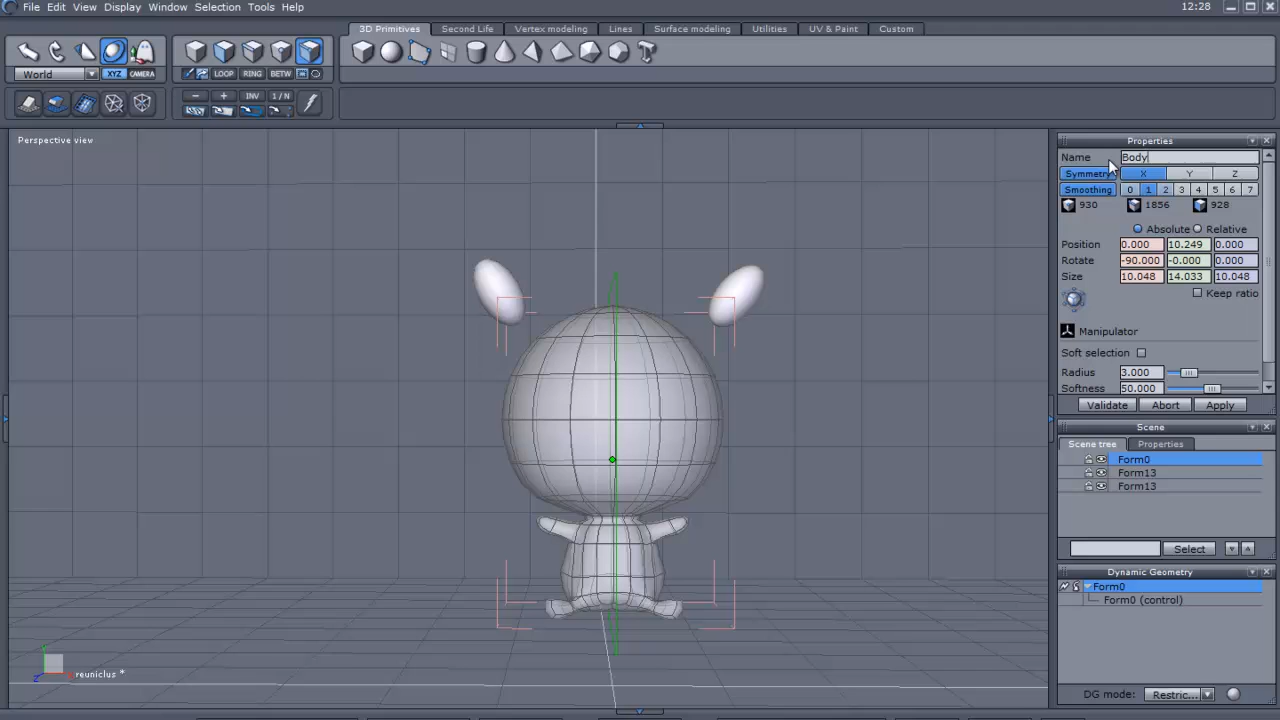 File Edit View Display Window Selection Tools Help 12:28
3D Primitives Second Life Vertex modeling Lines Surface modeling Utilities UV & Paint Custom
World XYZ CAMERA LOOP RING BETW
- + INV 1 / N
Perspective view
Properties
Name Body
Symmetry X Y Z
Smoothing 0 1 2 3 4 5 6 7
930 1856 928
Absolute Relative
Position 0.000 10.249 0.000
Rotate -90.000 -0.000 0.000
Size 10.048 14.033 10.048
Keep ratio
Manipulator
Soft selection
Radius 3.000
Softness 50.000
Validate Abort Apply
Scene
Scene tree Properties
Form0
Form13
Form13
Select
Dynamic Geometry
Form0
Form0 (control)
DG mode: Restric...
reuniclus *